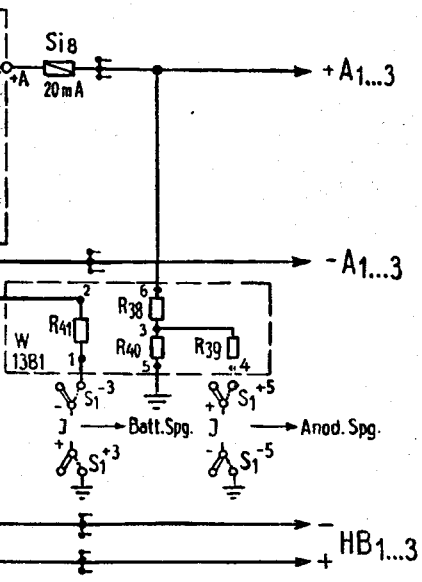 Si8
+A
20mA
+A1...3
-A1...3
2
6
R41
R38
3
W
13B1
R40
R39
1
5
4
S1-3
S1+5
-
+
J
Batt.Spg.
J
Anod.Spg.
+
-
S1+3
S1-5
-
HB1...3
+